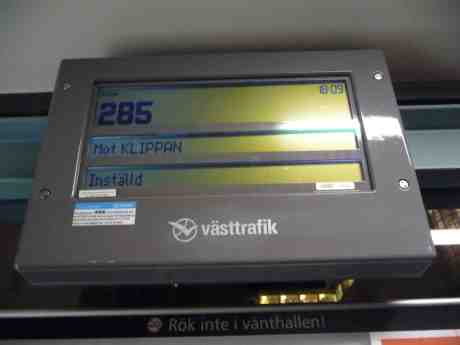 18:09
285
Mot KLIPPAN
Inställd
västtrafik
Rök inte i vänthallen!